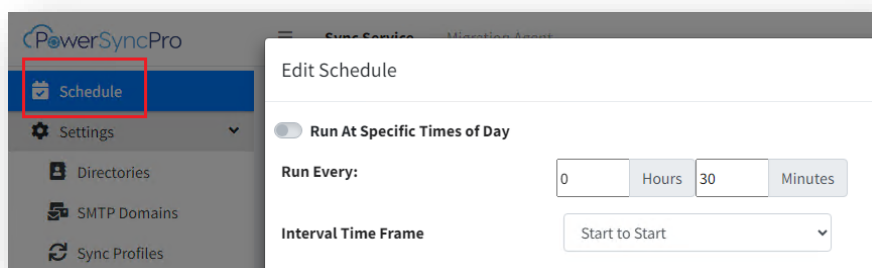 PowerSyncPro
Sync Service Migration Agent
Schedule
Settings
Directories
SMTP Domains
Sync Profiles
Edit Schedule
Run At Specific Times of Day
Run Every: 0 Hours 30 Minutes
Interval Time Frame Start to Start